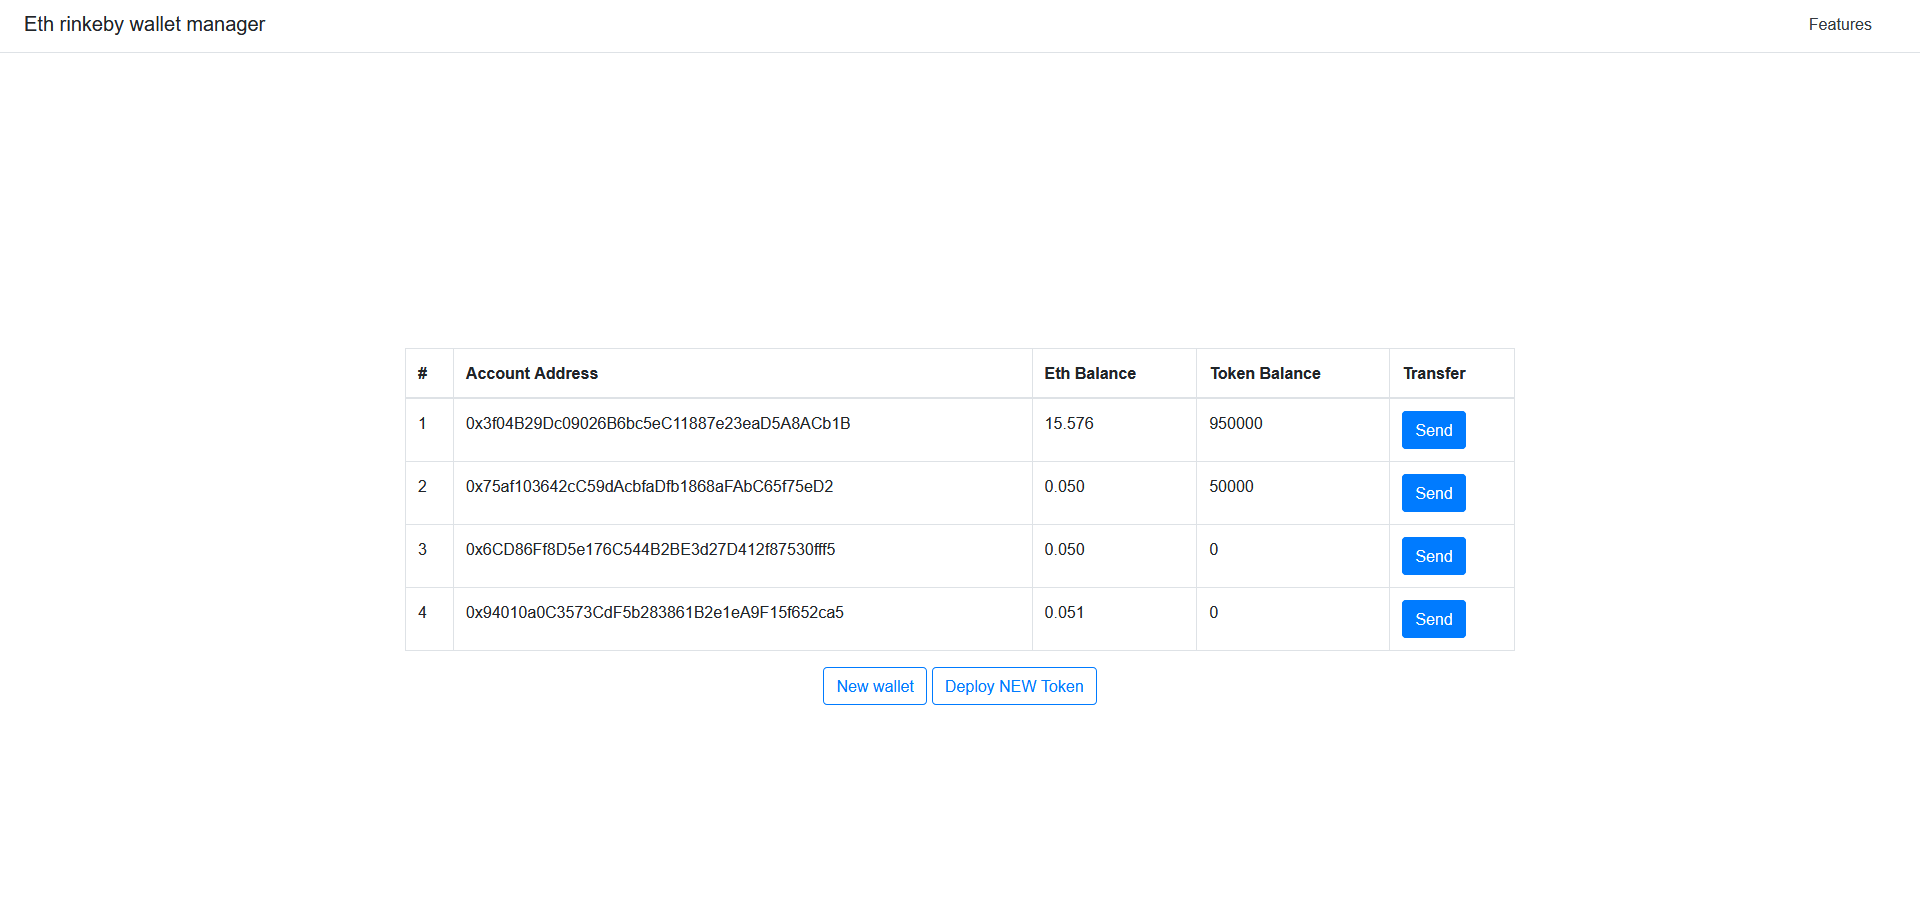 Eth rinkeby wallet manager Features
# Account Address Eth Balance Token Balance Transfer
1 0x3f04B29Dc09026B6bc5eC11887e23eaD5A8ACb1B 15.576 950000 Send
2 0x75af103642cC59dAcbfaDfb1868aFAbC65f75eD2 0.050 50000 Send
3 0x6CD86Ff8D5e176C544B2BE3d27D412f87530fff5 0.050 0 Send
4 0x94010a0C3573CdF5b283861B2e1eA9F15f652ca5 0.051 0 Send
New wallet Deploy NEW Token